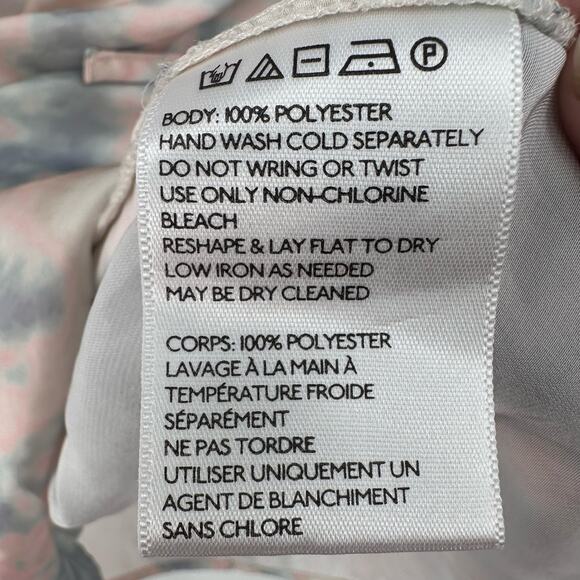 P
BODY: 100% POLYESTER
HAND WASH COLD SEPARATELY
DO NOT WRING OR TWIST
USE ONLY NON-CHLORINE
BLEACH
RESHAPE & LAY FLAT TO DRY
LOW IRON AS NEEDED
MAY BE DRY CLEANED
CORPS: 100% POLYESTER
LAVAGE À LA MAIN À
TEMPÉRATURE FROIDE
SÉPARÉMENT
NE PAS TORDRE
UTILISER UNIQUEMENT UN
AGENT DE BLANCHIMENT
SANS CHLORE